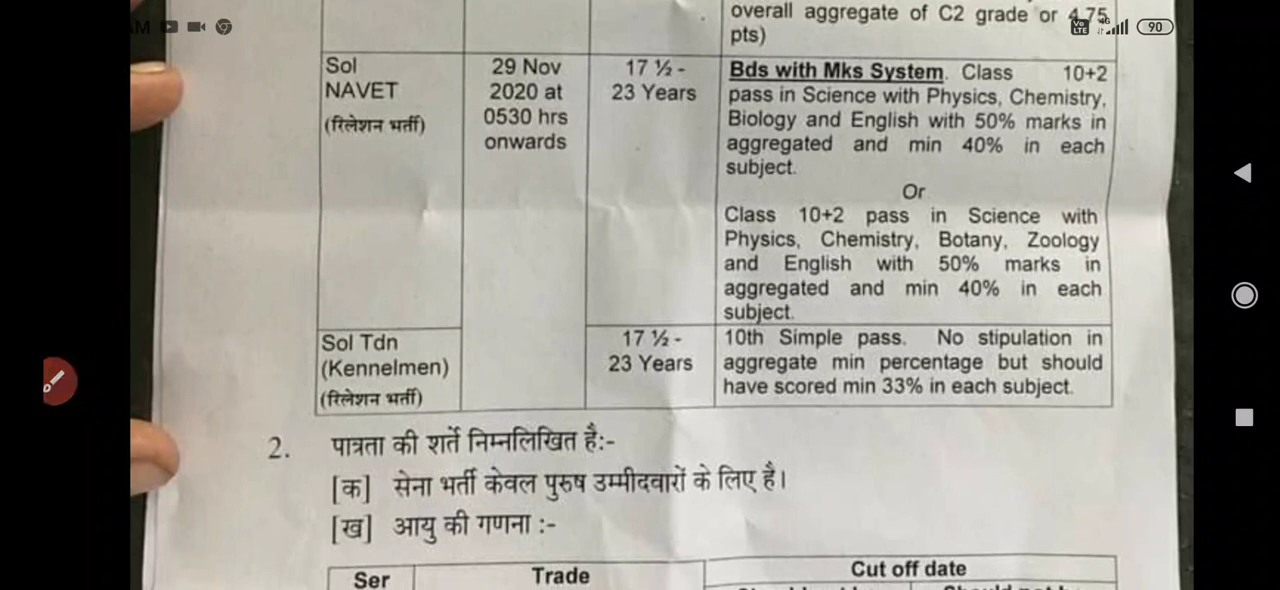 AM
Vo LTE 4G 90
overall aggregate of C2 grade or 4.75
pts)
Sol
NAVET
(रिलेशन भर्ती)
29 Nov
2020 at
0530 hrs
onwards
17 ½ -
23 Years
Bds with Mks System. Class 10+2
pass in Science with Physics, Chemistry,
Biology and English with 50% marks in
aggregated and min 40% in each
subject.
Or
Class 10+2 pass in Science with
Physics, Chemistry, Botany, Zoology
and English with 50% marks in
aggregated and min 40% in each
subject.
Sol Tdn
(Kennelmen)
(रिलेशन भर्ती)
17 ½ -
23 Years
10th Simple pass. No stipulation in
aggregate min percentage but should
have scored min 33% in each subject.
2. पात्रता की शर्ते निम्नलिखित है:-
[क] सेना भर्ती केवल पुरुष उम्मीदवारों के लिए है।
[ख] आयु की गणना :-
Ser
Trade
Cut off date